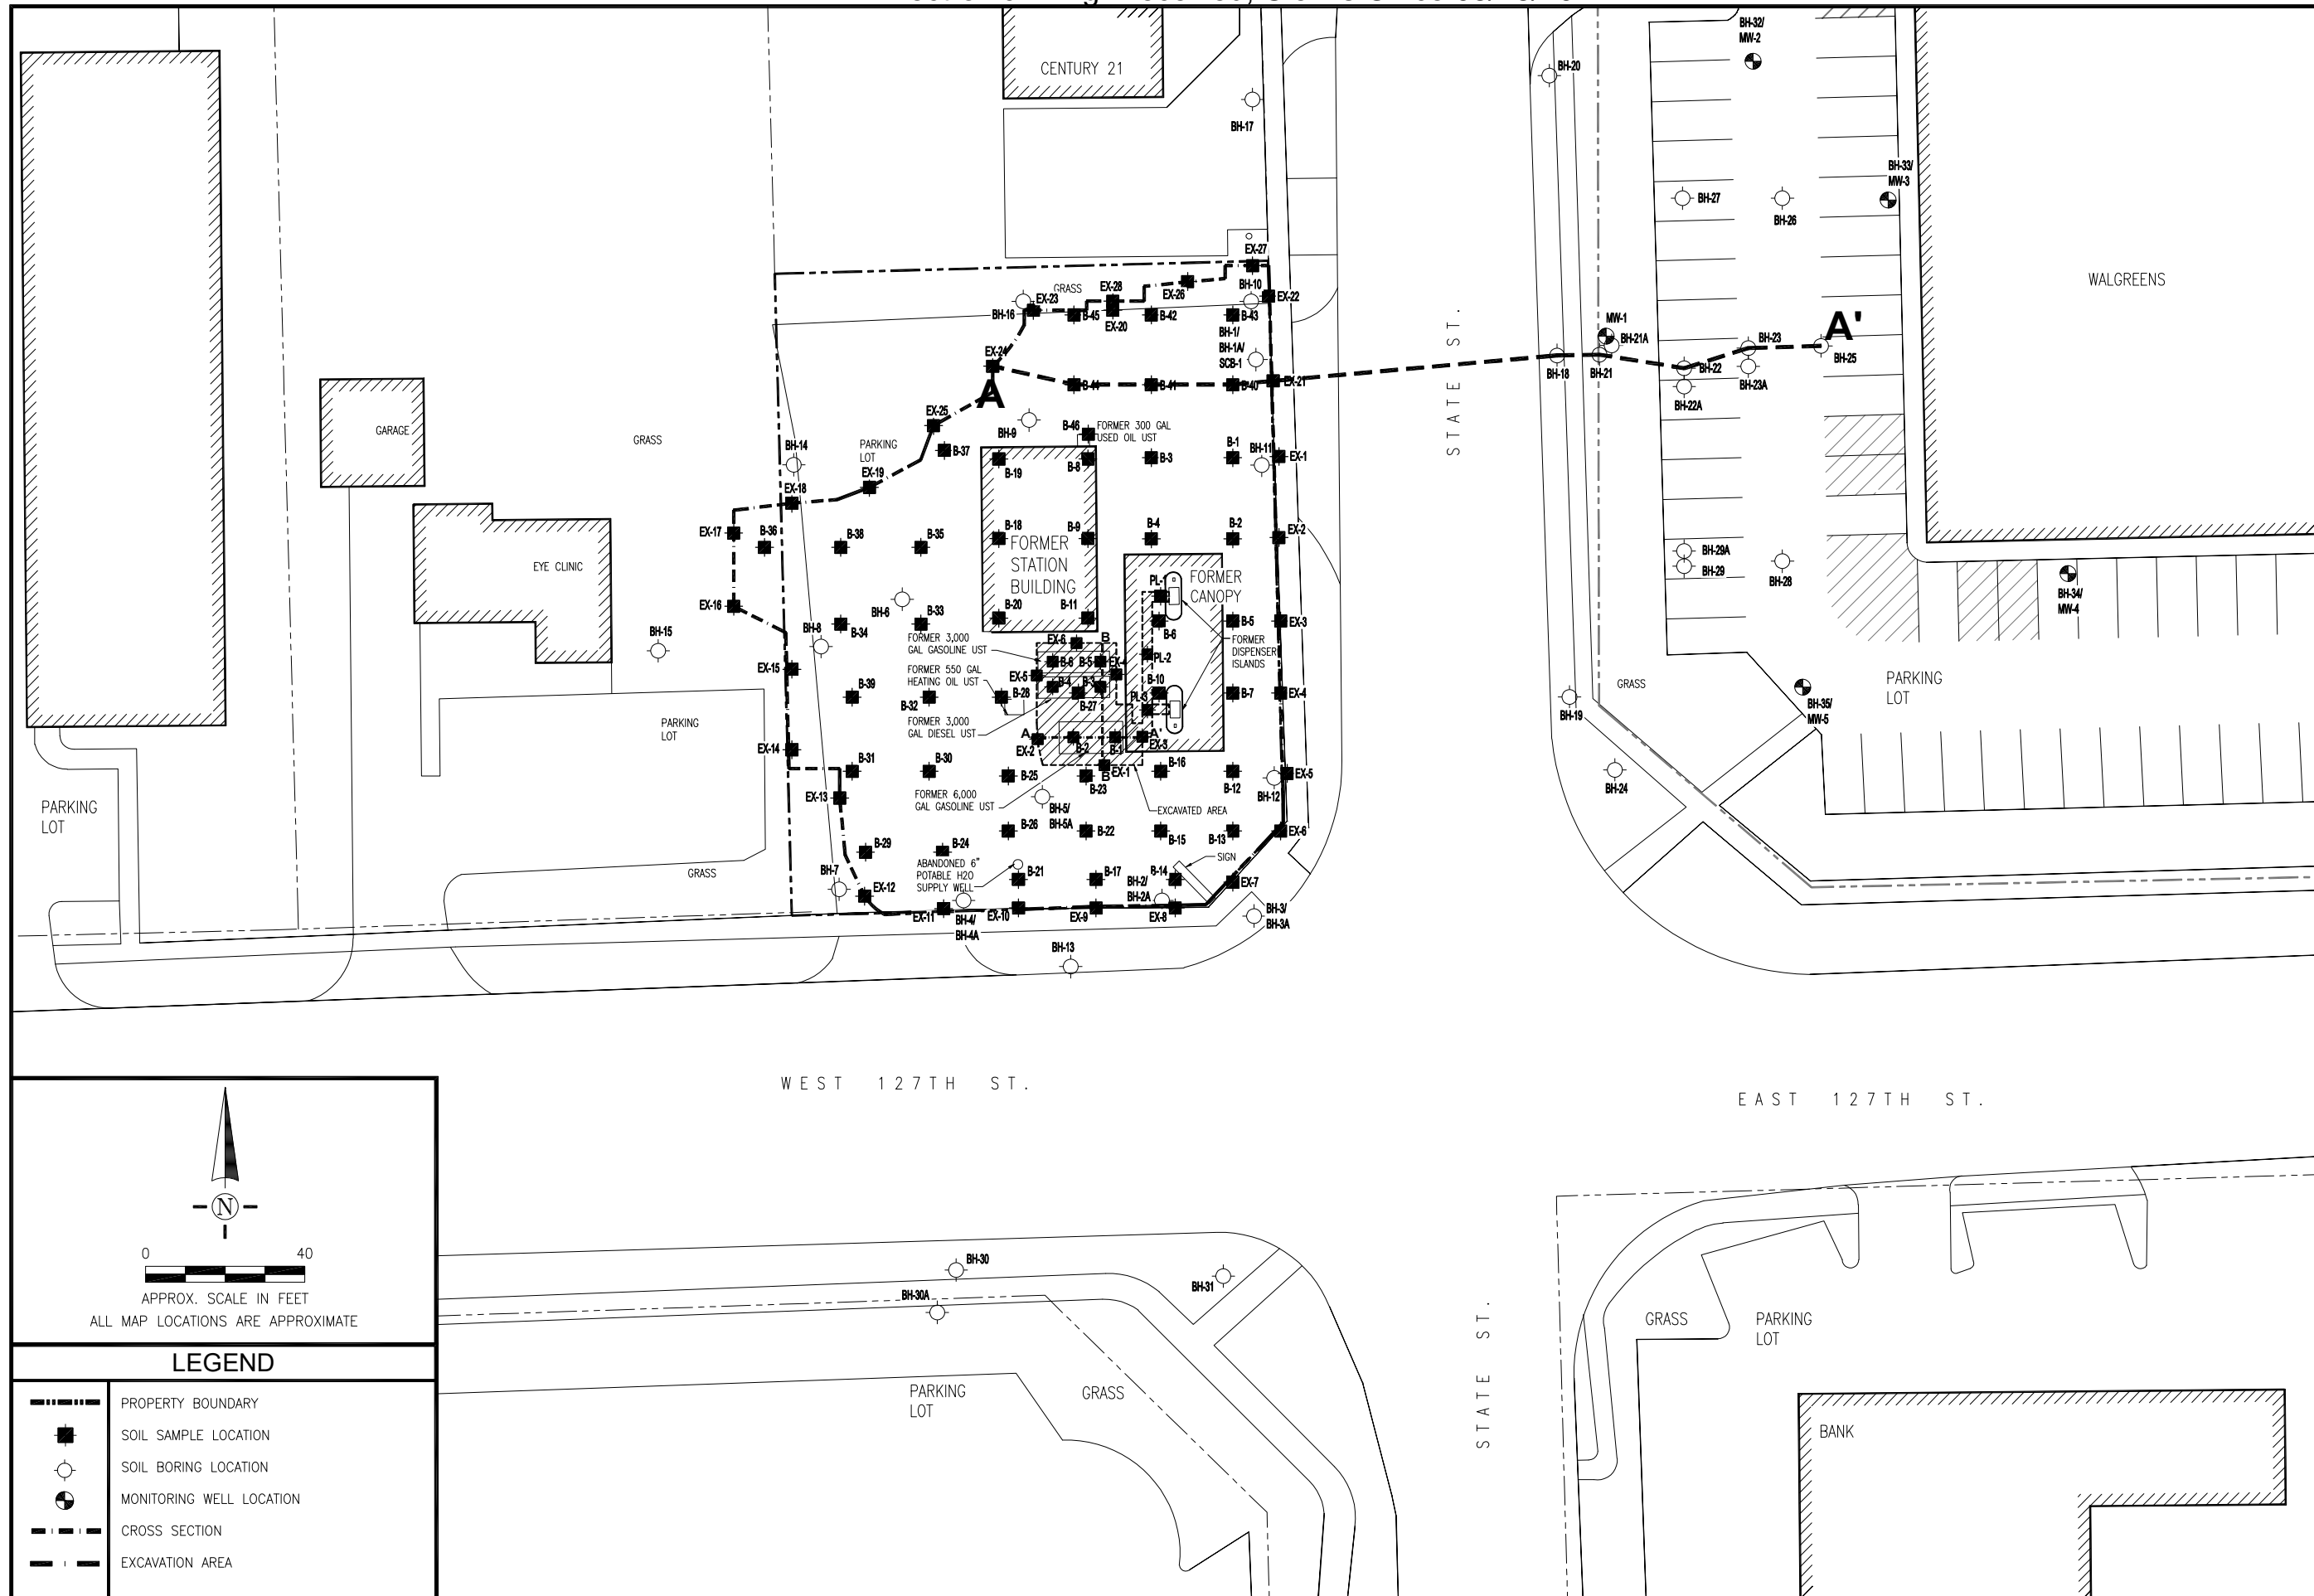 CENTURY 21
BH-17
BH-20
BH-32/
MW-2
BH-33/
MW-3
BH-27
BH-26
WALGREENS
EX-27
BH-10
EX-22
EX-26
EX-28
GRASS
EX-23
BH-16
B-45
EX-20
B-42
B-43
BH-1/
BH-1A/
SCB-1
EX-24
A
B-44
B-41
B-40
EX-21
STATE ST.
MW-1
BH-21A
BH-18
BH-21
BH-22
BH-22A
BH-23
BH-23A
A'
BH-25
EX-25
BH-9
B-46
FORMER 300 GAL
USED OIL UST
GARAGE
GRASS
BH-14
PARKING
LOT
B-37
B-19
B-8
B-3
B-1
BH-11
EX-1
EX-19
EX-18
EX-17
B-36
B-38
B-35
B-18
B-9
B-4
B-2
EX-2
FORMER
STATION
BUILDING
EYE CLINIC
FORMER
CANOPY
PL-1
BH-29A
BH-29
BH-28
BH-34/
MW-4
EX-16
BH-6
B-33
B-34
B-20
B-11
B-6
B-5
EX-3
BH-15
BH-8
FORMER 3,000
GAL GASOLINE UST
EX-6
B
FORMER
DISPENSER
ISLANDS
PL-2
EX-15
B-6
B-5
EX-4
FORMER 550 GAL
HEATING OIL UST
EX-5
B-4
B-3
B-10
B-7
EX-4
B-39
B-32
B-28
B-27
PL-3
GRASS
BH-19
BH-35/
MW-5
PARKING
LOT
PARKING
LOT
FORMER 3,000
GAL DIESEL UST
A
EX-2
B-2
B-1
A'
EX-3
EX-14
B-31
B-30
B-25
B-23
B'
EX-1
B-16
B-12
EX-5
BH-12
BH-24
EX-13
FORMER 6,000
GAL GASOLINE UST
BH-5/
BH-5A
EXCAVATED AREA
PARKING
LOT
B-26
B-22
B-15
B-13
EX-6
B-29
B-24
SIGN
ABANDONED 6"
POTABLE H2O
SUPPLY WELL
B-21
B-17
B-14
GRASS
BH-7
EX-12
BH-2/
BH-2A
EX-7
EX-11
BH-4/
BH-4A
EX-10
EX-9
EX-8
BH-3/
BH-3A
BH-13
WEST 127TH ST.
EAST 127TH ST.
N
0 40
APPROX. SCALE IN FEET
ALL MAP LOCATIONS ARE APPROXIMATE
BH-30
BH-30A
BH-31
STATE ST.
GRASS
PARKING
LOT
PARKING
LOT
GRASS
BANK
LEGEND
PROPERTY BOUNDARY
SOIL SAMPLE LOCATION
SOIL BORING LOCATION
MONITORING WELL LOCATION
CROSS SECTION
EXCAVATION AREA